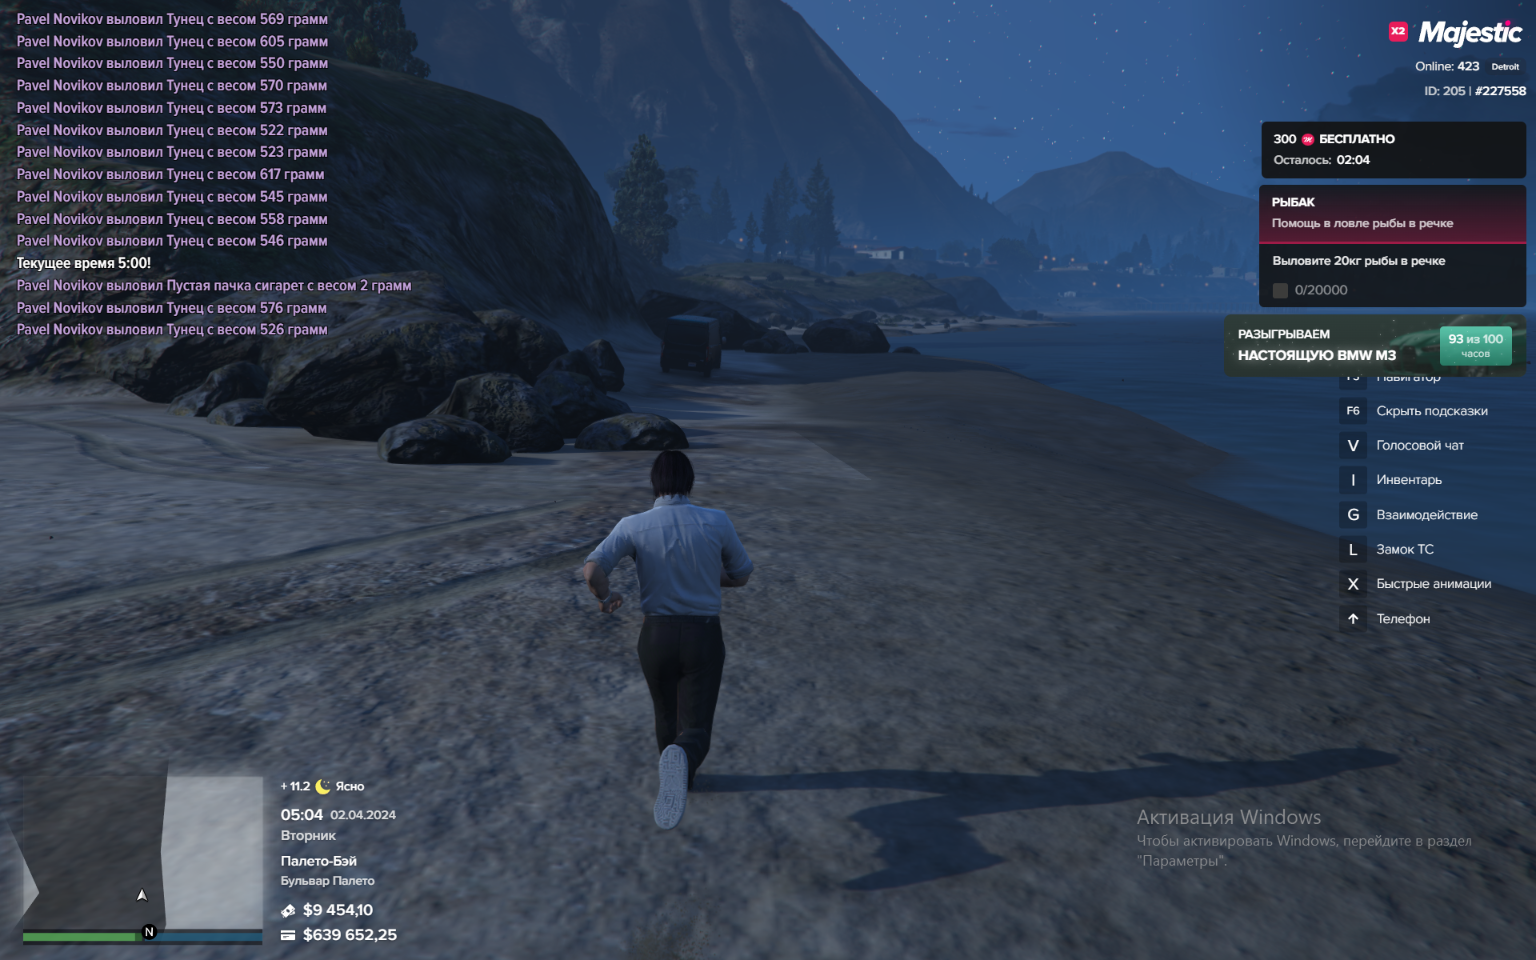 Pavel Novikov выловил Тунец с весом 569 грамм
Pavel Novikov выловил Тунец с весом 605 грамм
Pavel Novikov выловил Тунец с весом 550 грамм
Pavel Novikov выловил Тунец с весом 570 грамм
Pavel Novikov выловил Тунец с весом 573 грамм
Pavel Novikov выловил Тунец с весом 522 грамм
Pavel Novikov выловил Тунец с весом 523 грамм
Pavel Novikov выловил Тунец с весом 617 грамм
Pavel Novikov выловил Тунец с весом 545 грамм
Pavel Novikov выловил Тунец с весом 558 грамм
Pavel Novikov выловил Тунец с весом 546 грамм
Текущее время 5:00!
Pavel Novikov выловил Пустая пачка сигарет с весом 2 грамм
Pavel Novikov выловил Тунец с весом 576 грамм
Pavel Novikov выловил Тунец с весом 526 грамм
X2 Majestic
Online: 423 Detroit
ID: 205 | #227558
300 БЕСПЛАТНО
Осталось: 02:04
РЫБАК
Помощь в ловле рыбы в речке
Выловите 20кг рыбы в речке
0/20000
РАЗЫГРЫВАЕМ
НАСТОЯЩУЮ BMW M3
93 из 100
часов
Навигатор
F6 Скрыть подсказки
V Голосовой чат
I Инвентарь
G Взаимодействие
L Замок ТС
X Быстрые анимации
↑ Телефон
+ 11.2 Ясно
05:04 02.04.2024
Вторник
Палето-Бэй
Бульвар Палето
$9 454,10
$639 652,25
N
Активация Windows
Чтобы активировать Windows, перейдите в раздел
"Параметры".